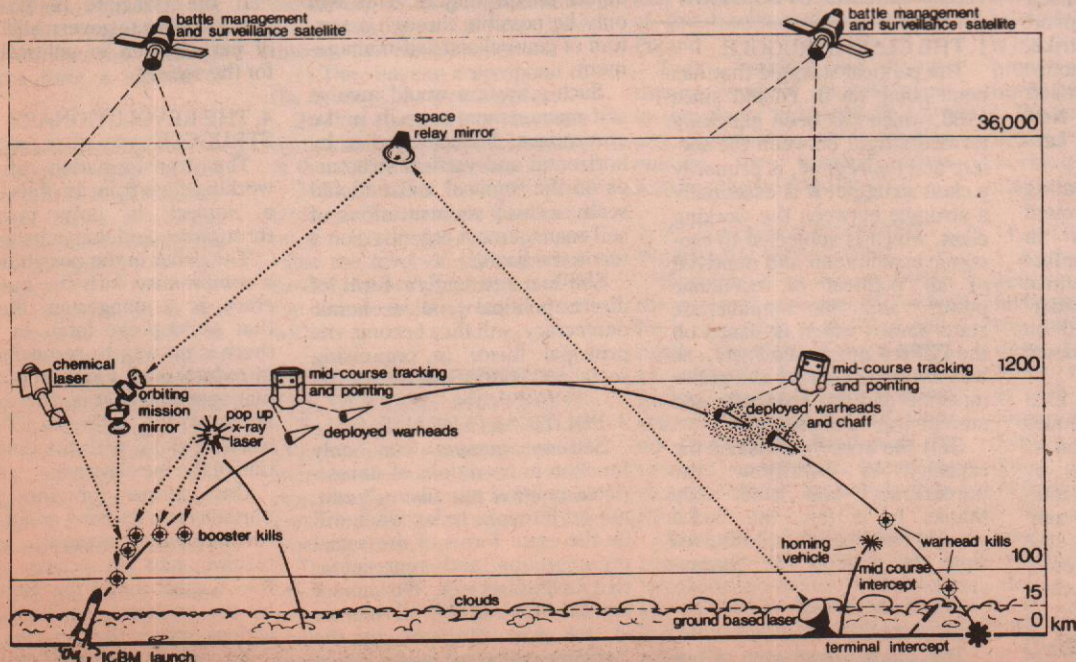 battle management
and surveillance satellite
battle management
and surveillance satellite
space
relay mirror
36,000
chemical
laser
orbiting
mission
mirror
pop up
x-ray
laser
mid-course tracking
and pointing
deployed warheads
mid-course tracking
and pointing
deployed warheads
and chaff
1200
booster kills
homing
vehicle
warhead kills
mid course
intercept
100
clouds
15
ground based laser
0 km
ICBM launch
terminal intercept